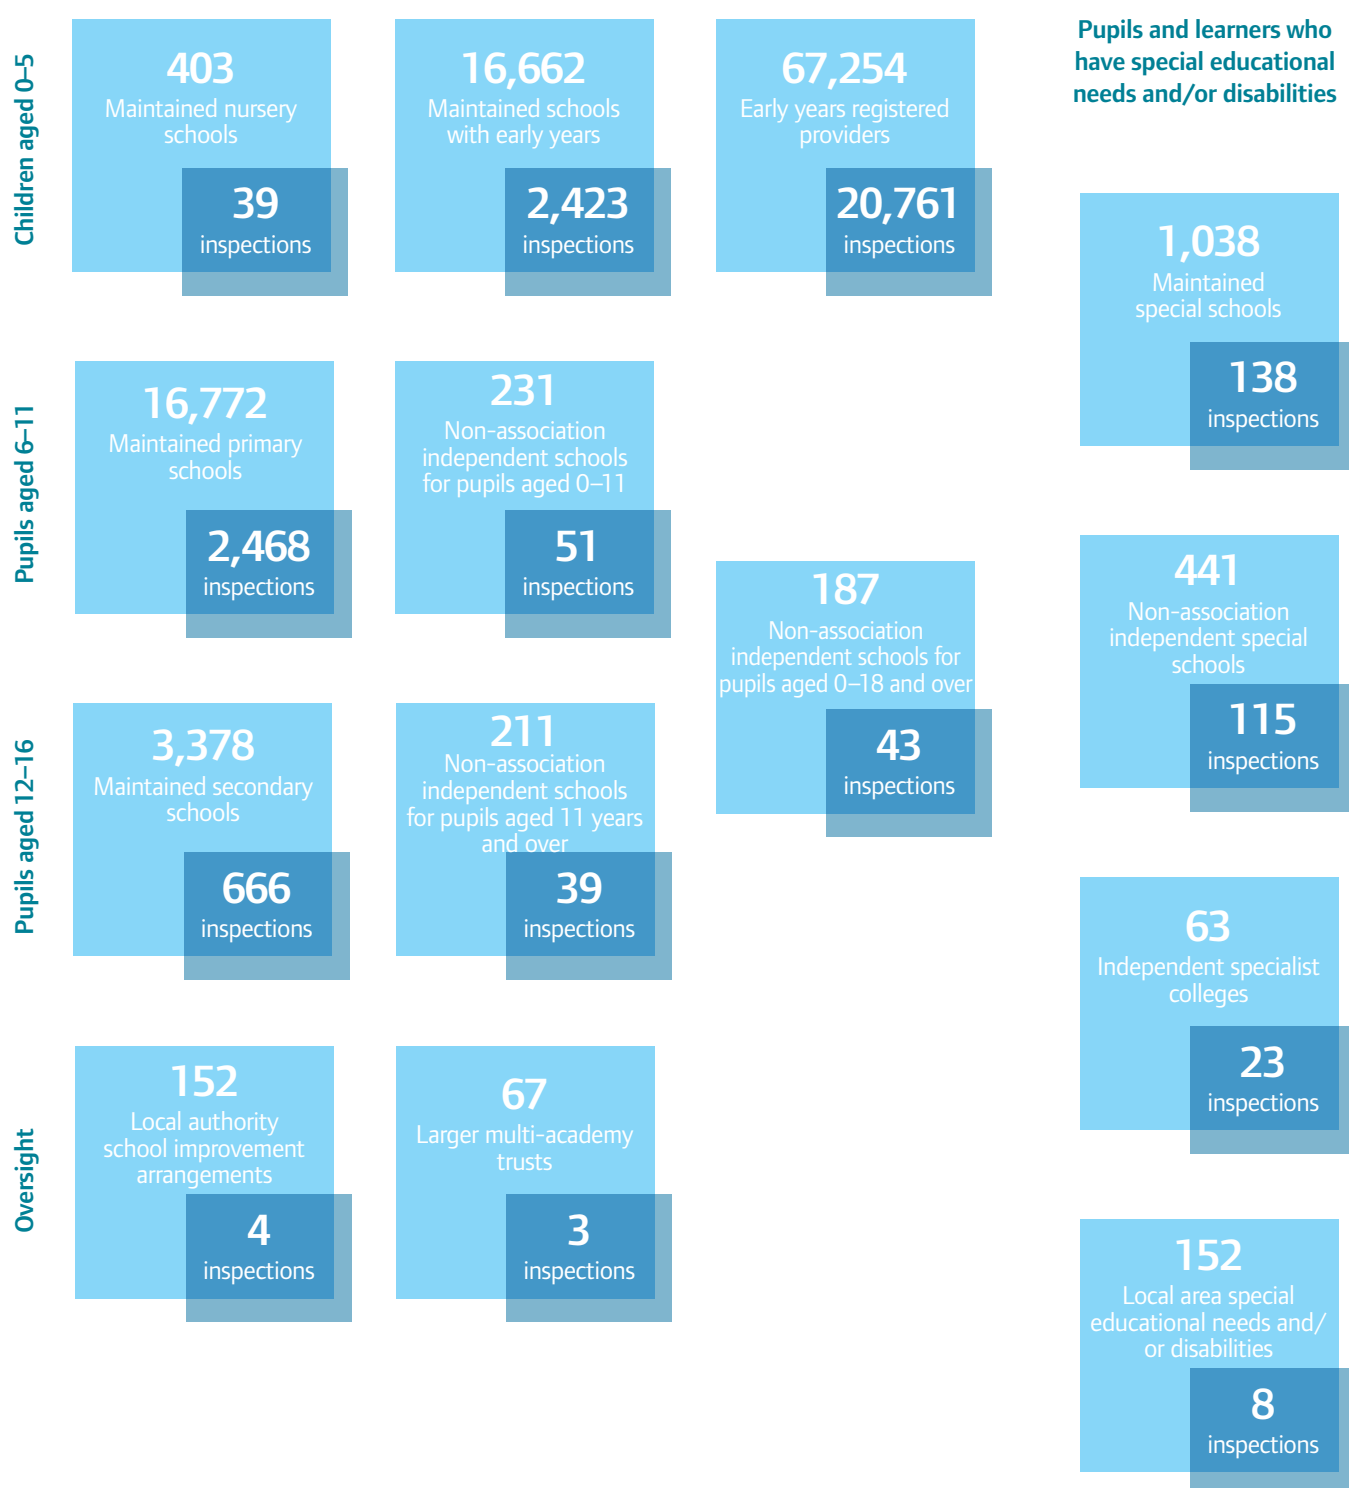 Children aged 0–5
403
Maintained nursery
schools
39
inspections
16,662
Maintained schools
with early years
2,423
inspections
67,254
Early years registered
providers
20,761
inspections
Pupils aged 6–11
16,772
Maintained primary
schools
2,468
inspections
231
Non-association
independent schools
for pupils aged 0–11
51
inspections
187
Non-association
independent schools for
pupils aged 0–18 and over
43
inspections
Pupils aged 12–16
3,378
Maintained secondary
schools
666
inspections
211
Non-association
independent schools
for pupils aged 11 years
and over
39
inspections
Oversight
152
Local authority
school improvement
arrangements
4
inspections
67
Larger multi-academy
trusts
3
inspections
Pupils and learners who
have special educational
needs and/or disabilities
1,038
Maintained
special schools
138
inspections
441
Non-association
independent special
schools
115
inspections
63
Independent specialist
colleges
23
inspections
152
Local area special
educational needs and/
or disabilities
8
inspections